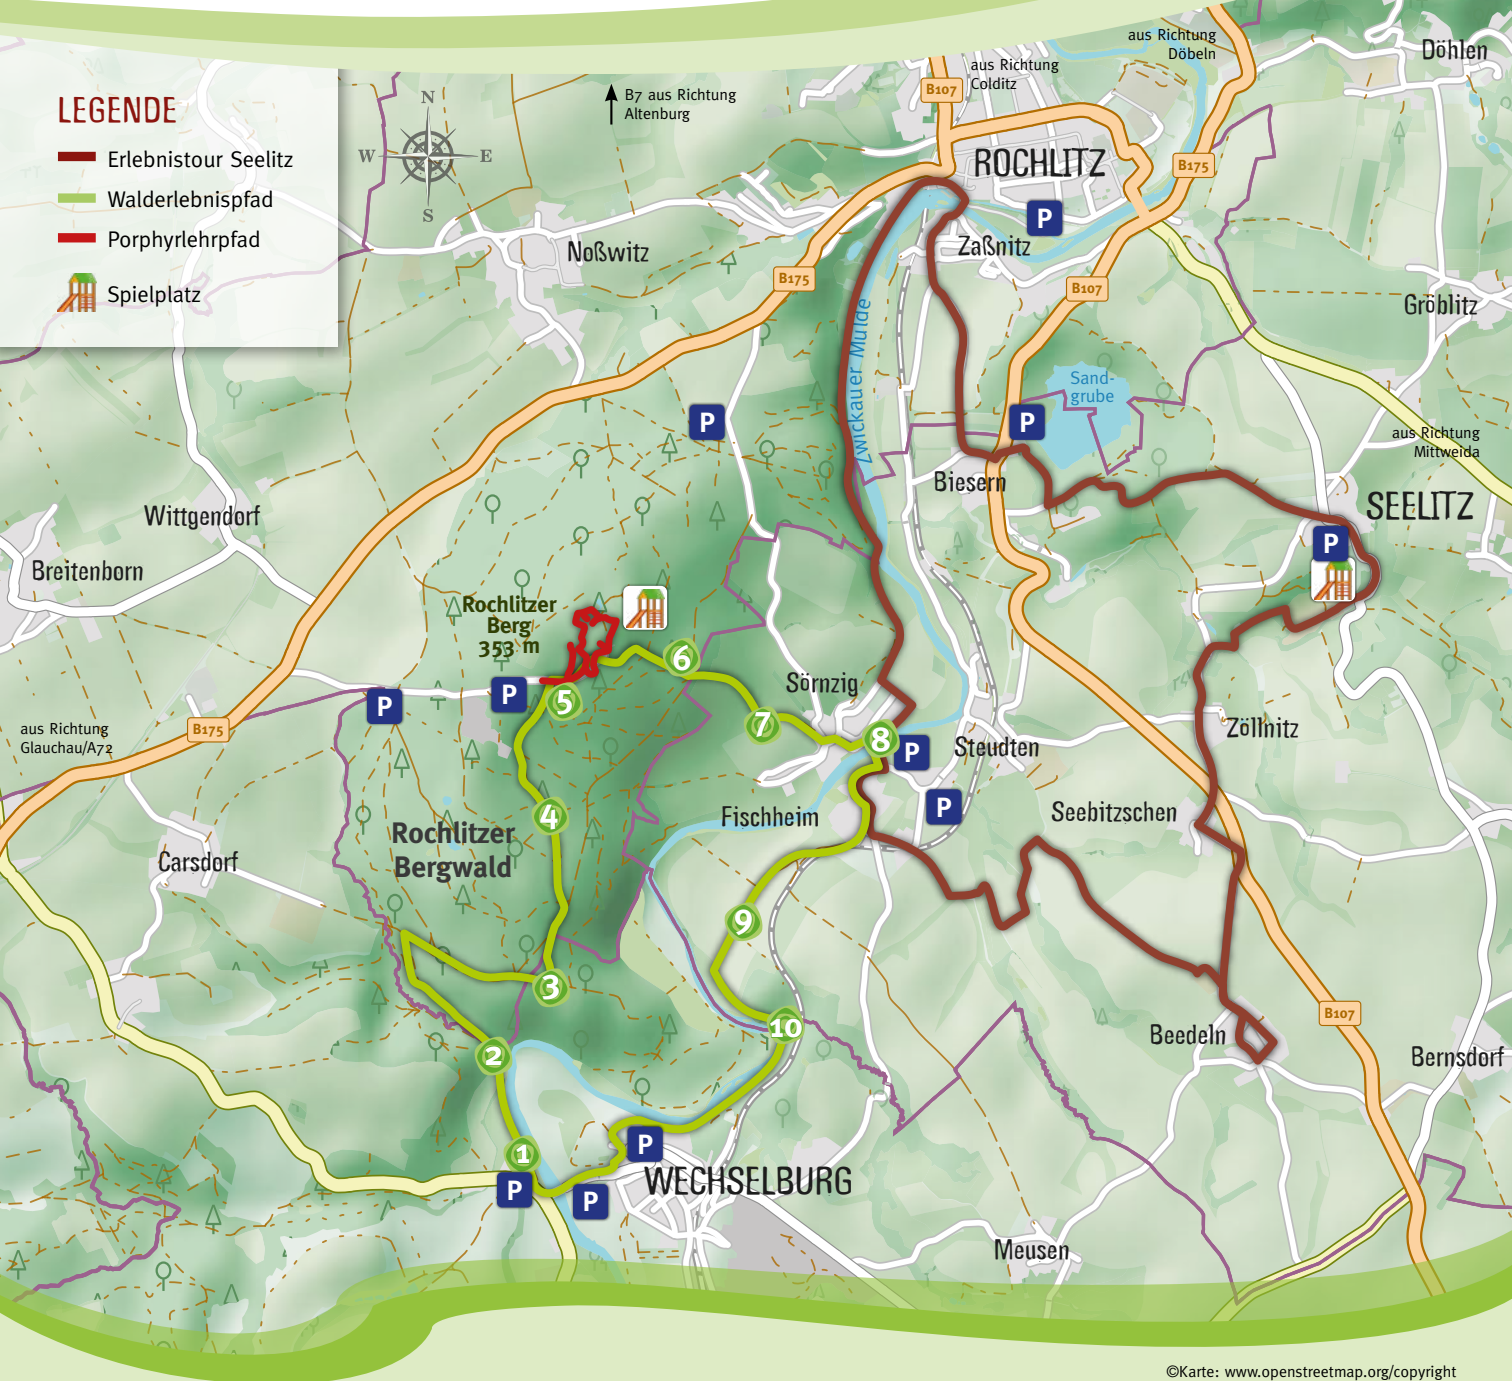 LEGENDE
Erlebnistour Seelitz
Walderlebnispfad
Porphyrlehrpfad
Spielplatz
N
W
E
S
B7 aus Richtung
Altenburg
aus Richtung
Colditz
aus Richtung
Döbeln
Döhlen
B107
ROCHLITZ
B175
P
Zaßnitz
Noßwitz
B175
B107
Gröblitz
Zwickauer Mulde
Sand-
grube
P
P
aus Richtung
Mittweida
Biesern
SEELITZ
Wittgendorf
P
Breitenborn
Rochlitzer
Berg
353 m
6
Sörnzig
P
P
5
7
8
P
Steudten
Zöllnitz
aus Richtung
Glauchau/A72
B175
P
4
Fischheim
Seebitzschen
Rochlitzer
Bergwald
Carsdorf
9
3
10
B107
Beedeln
2
Bernsdorf
1
P
P
P
WECHSELBURG
Meusen
©Karte: www.openstreetmap.org/copyright